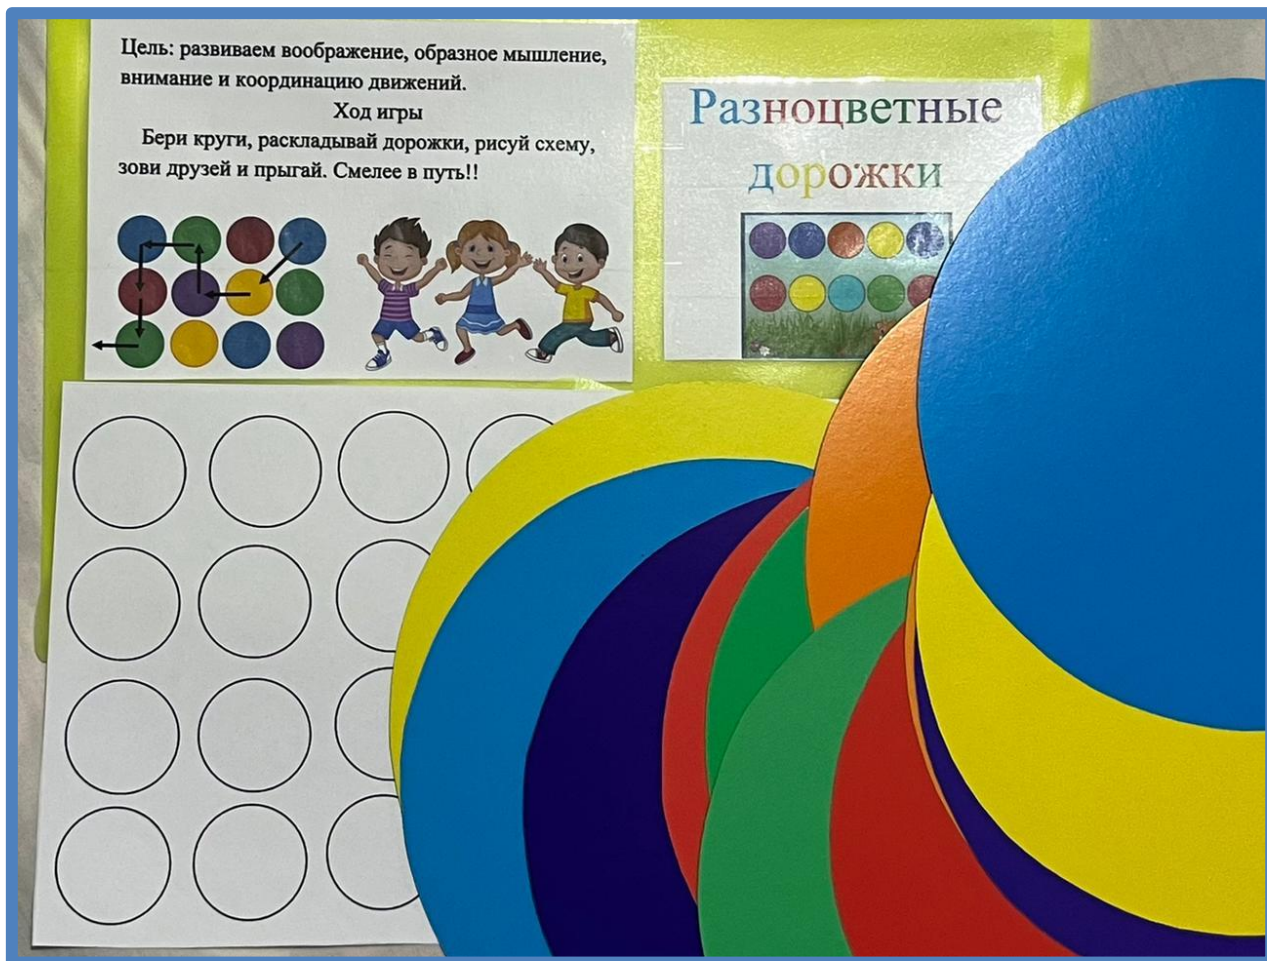 Цель: развиваем воображение, образное мышление,
внимание и координацию движений.
Ход игры
Бери круги, раскладывай дорожки, рисуй схему,
зови друзей и прыгай. Смелее в путь!!
Разноцветные
дорожки